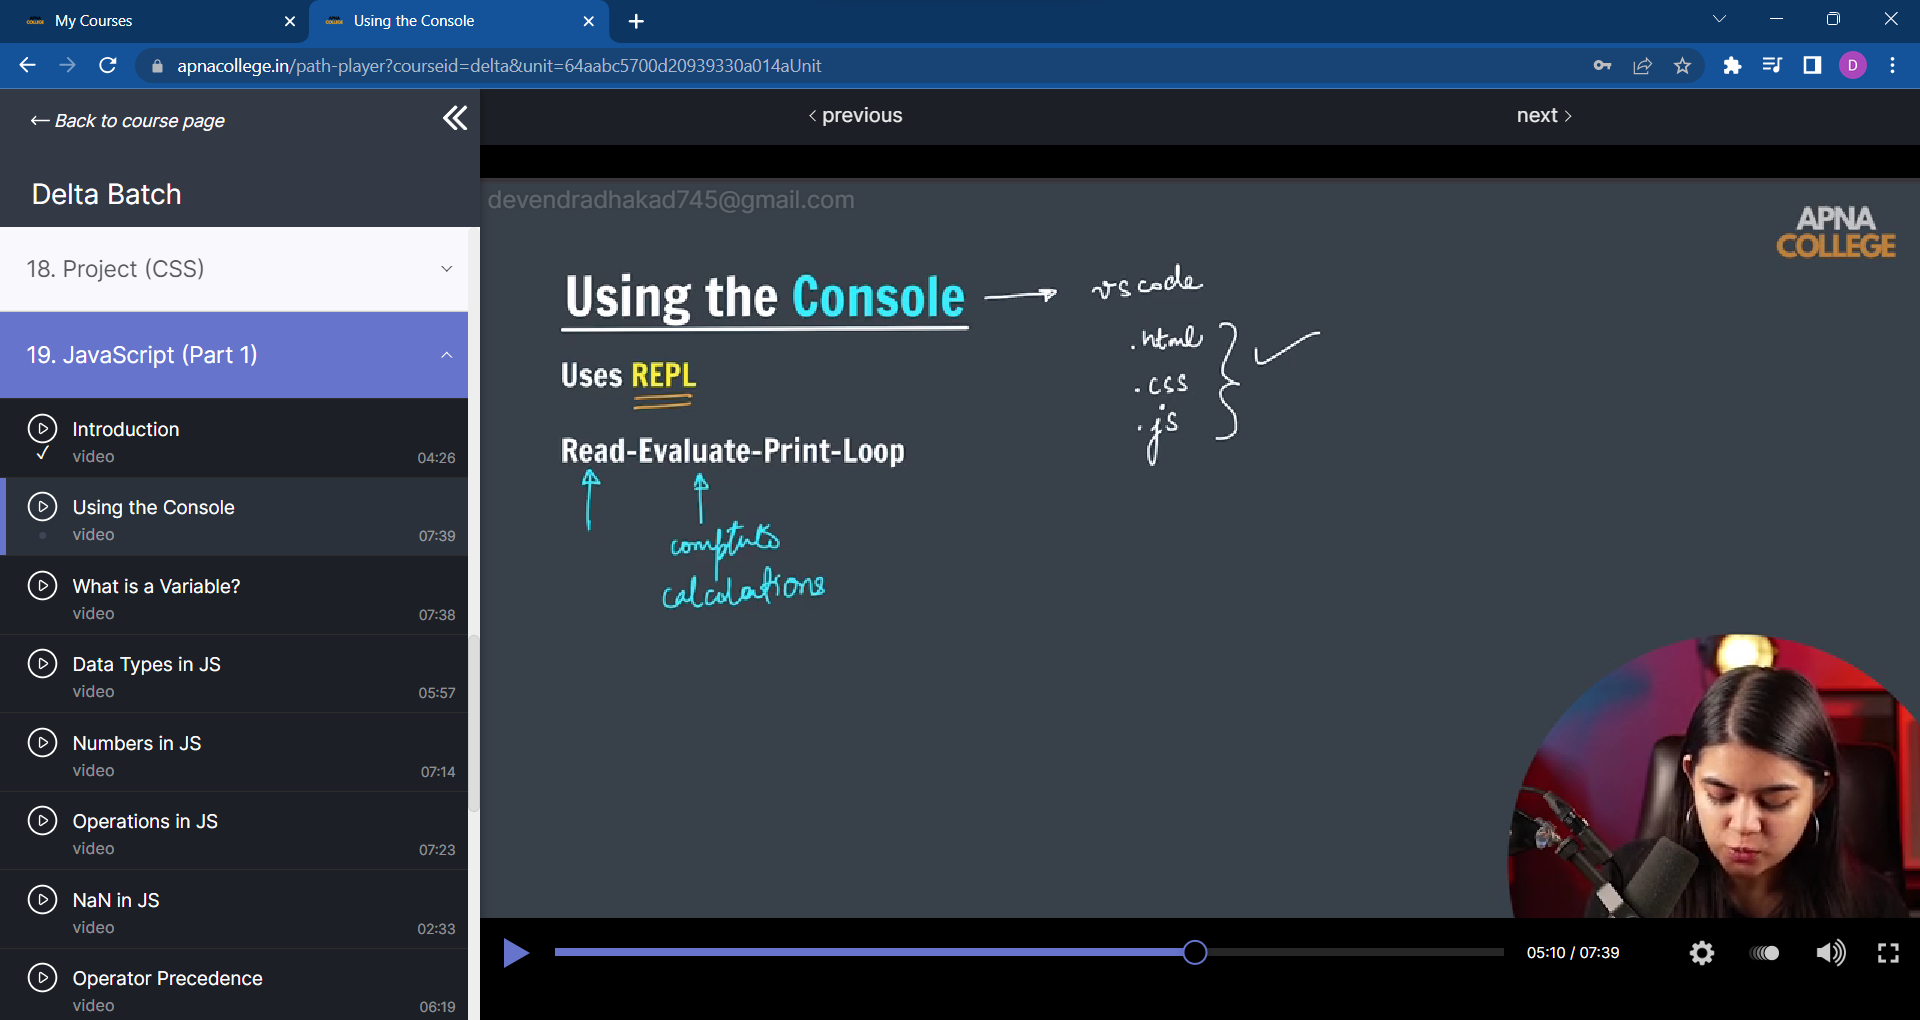 My Courses
Using the Console
apnacollege.in/path-player?courseid=delta&unit=64aabc5700d20939330a014aUnit
D
← Back to course page
< previous
next >
Delta Batch
18. Project (CSS)
19. JavaScript (Part 1)
Introduction
video
04:26
Using the Console
video
07:39
What is a Variable?
video
07:38
Data Types in JS
video
05:57
Numbers in JS
video
07:14
Operations in JS
video
07:23
NaN in JS
video
02:33
Operator Precedence
video
06:19
devendradhakad745@gmail.com
APNA
COLLEGE
Using the Console → vscode
.html
.css
.js
Uses REPL
Read-Evaluate-Print-Loop
calculations
05:10 / 07:39